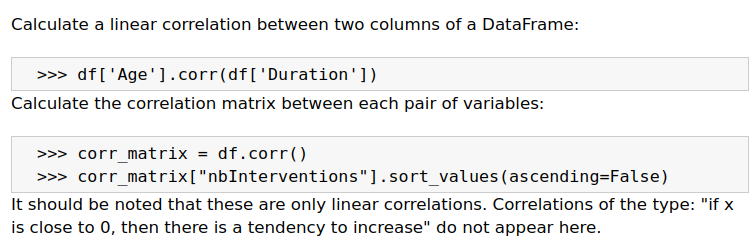 Calculate a linear correlation between two columns of a DataFrame:
>>> df['Age'].corr(df['Duration'])
Calculate the correlation matrix between each pair of variables:
>>> corr_matrix = df.corr()
>>> corr_matrix["nbInterventions"].sort_values(ascending=False)
It should be noted that these are only linear correlations. Correlations of the type: "if x
is close to 0, then there is a tendency to increase" do not appear here.